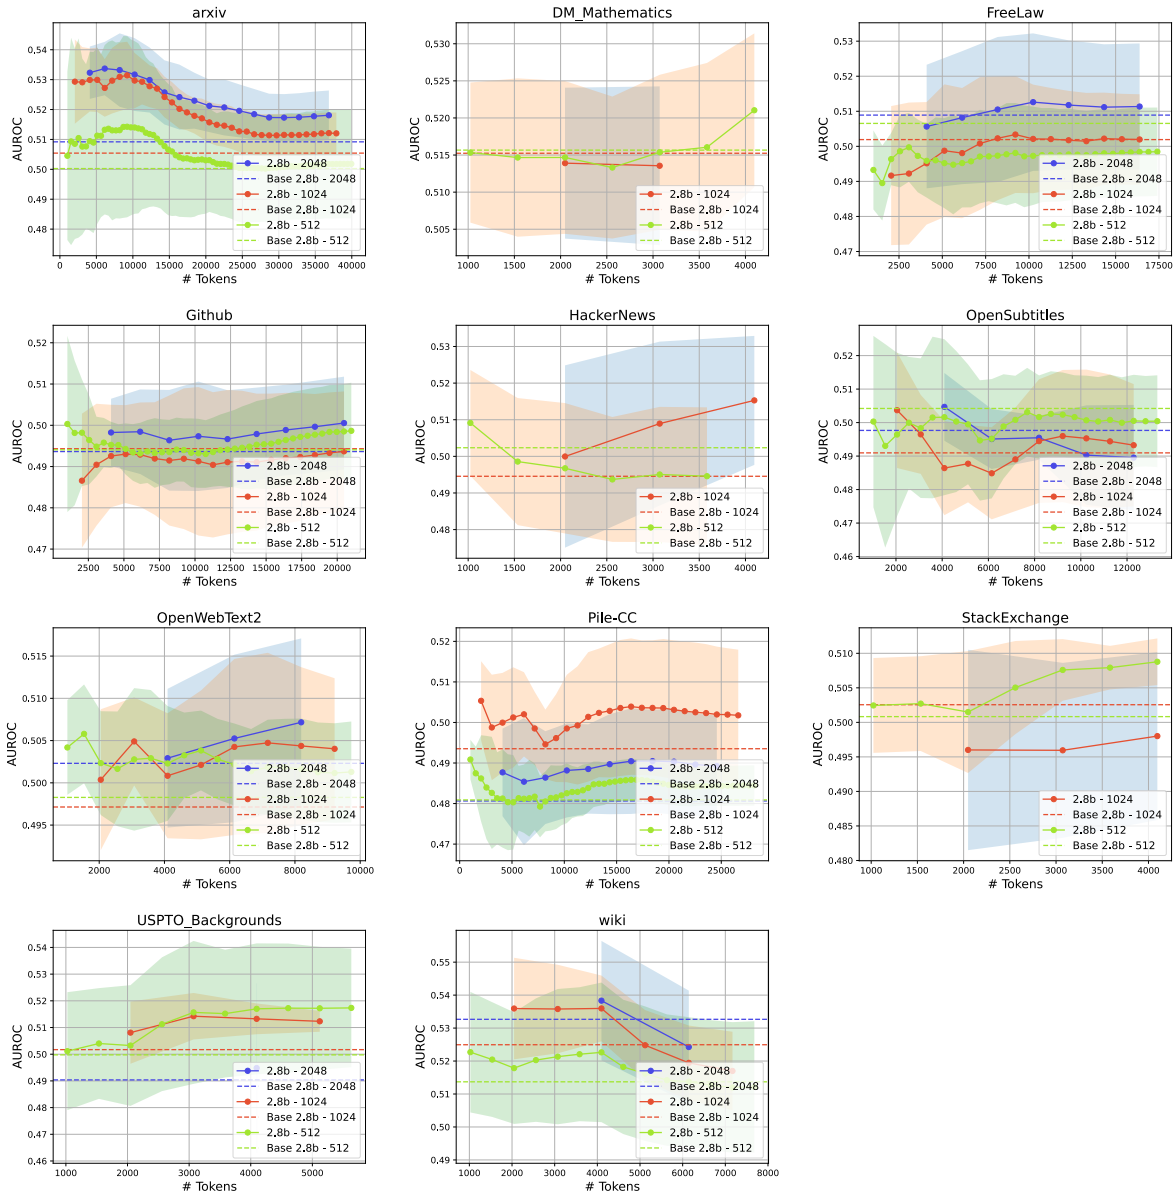 arxiv
AUROC
0.54
0.53
0.52
0.51
0.50
0.49
0.48
0 5000 10000 15000 20000 25000 30000 35000 40000
# Tokens
2.8b - 2048
Base 2.8b - 2048
2.8b - 1024
Base 2.8b - 1024
2.8b - 512
Base 2.8b - 512
DM_Mathematics
AUROC
0.530
0.525
0.520
0.515
0.510
0.505
1000 1500 2000 2500 3000 3500 4000
# Tokens
2.8b - 1024
Base 2.8b - 1024
2.8b - 512
Base 2.8b - 512
FreeLaw
AUROC
0.53
0.52
0.51
0.50
0.49
0.48
0.47
2500 5000 7500 10000 12500 15000 17500
# Tokens
2.8b - 2048
Base 2.8b - 2048
2.8b - 1024
Base 2.8b - 1024
2.8b - 512
Base 2.8b - 512
Github
AUROC
0.52
0.51
0.50
0.49
0.48
0.47
2500 5000 7500 10000 12500 15000 17500 20000
# Tokens
2.8b - 2048
Base 2.8b - 2048
2.8b - 1024
Base 2.8b - 1024
2.8b - 512
Base 2.8b - 512
HackerNews
AUROC
0.53
0.52
0.51
0.50
0.49
0.48
1000 1500 2000 2500 3000 3500 4000
# Tokens
2.8b - 1024
Base 2.8b - 1024
2.8b - 512
Base 2.8b - 512
OpenSubtitles
AUROC
0.52
0.51
0.50
0.49
0.48
0.47
0.46
2000 4000 6000 8000 10000 12000
# Tokens
2.8b - 2048
Base 2.8b - 2048
2.8b - 1024
Base 2.8b - 1024
2.8b - 512
Base 2.8b - 512
OpenWebText2
AUROC
0.515
0.510
0.505
0.500
0.495
2000 4000 6000 8000 10000
# Tokens
2.8b - 2048
Base 2.8b - 2048
2.8b - 1024
Base 2.8b - 1024
2.8b - 512
Base 2.8b - 512
Pile-CC
AUROC
0.52
0.51
0.50
0.49
0.48
0.47
0 5000 10000 15000 20000 25000
# Tokens
2.8b - 2048
Base 2.8b - 2048
2.8b - 1024
Base 2.8b - 1024
2.8b - 512
Base 2.8b - 512
StackExchange
AUROC
0.510
0.505
0.500
0.495
0.490
0.485
0.480
1000 1500 2000 2500 3000 3500 4000
# Tokens
2.8b - 1024
Base 2.8b - 1024
2.8b - 512
Base 2.8b - 512
USPTO_Backgrounds
AUROC
0.54
0.53
0.52
0.51
0.50
0.49
0.48
0.47
0.46
1000 2000 3000 4000 5000
# Tokens
2.8b - 2048
Base 2.8b - 2048
2.8b - 1024
Base 2.8b - 1024
2.8b - 512
Base 2.8b - 512
wiki
AUROC
0.55
0.54
0.53
0.52
0.51
0.50
0.49
1000 2000 3000 4000 5000 6000 7000 8000
# Tokens
2.8b - 2048
Base 2.8b - 2048
2.8b - 1024
Base 2.8b - 1024
2.8b - 512
Base 2.8b - 512